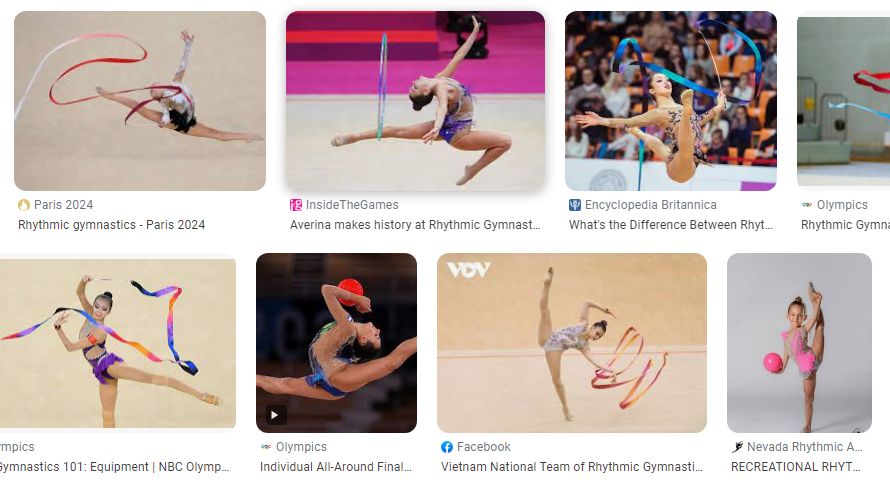 Paris 2024
InsideTheGames
Encyclopedia Britannica
Olympics
Rhythmic gymnastics - Paris 2024
Averina makes history at Rhythmic Gymnast...
What's the Difference Between Rhyt...
Rhythmic Gymna
VOV
mpics
Olympics
Facebook
Nevada Rhythmic A...
Gymnastics 101: Equipment | NBC Olymp...
Individual All-Around Final...
Vietnam National Team of Rhythmic Gymnasti...
RECREATIONAL RHYT...